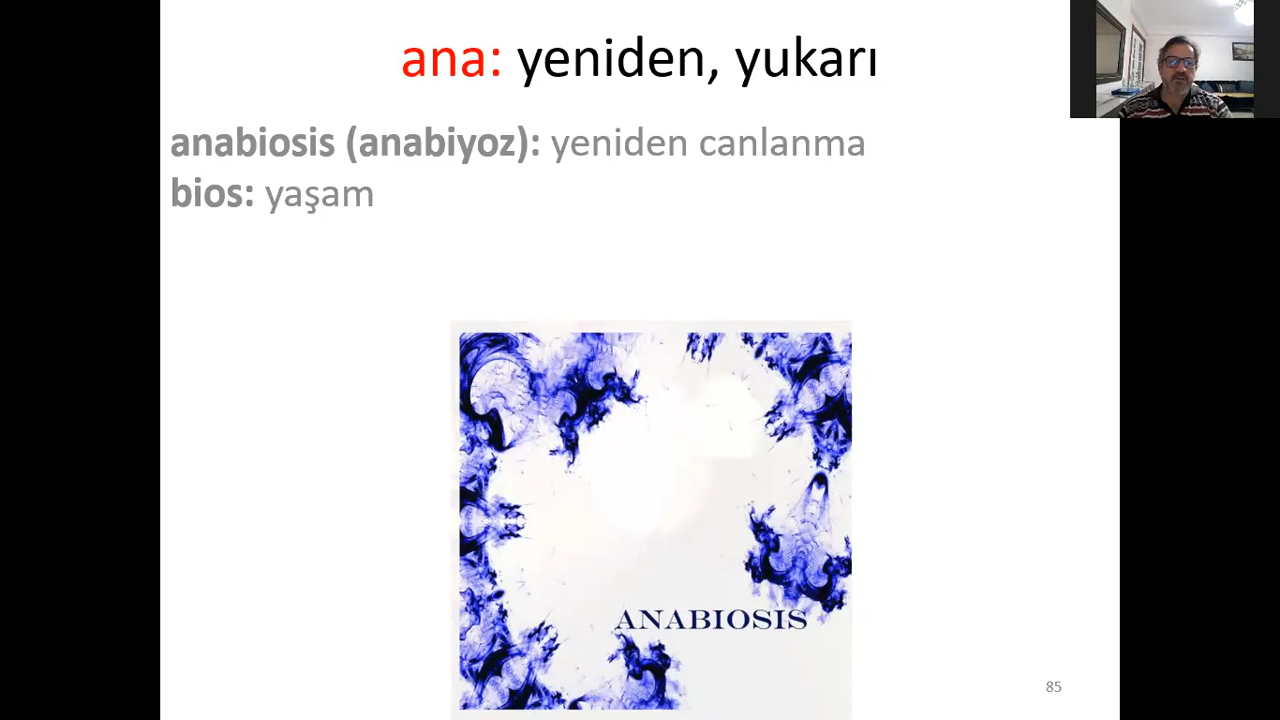 ana: yeniden, yukarı
anabiosis (anabiyoz): yeniden canlanma
bios: yaşam
ANABIOSIS
85